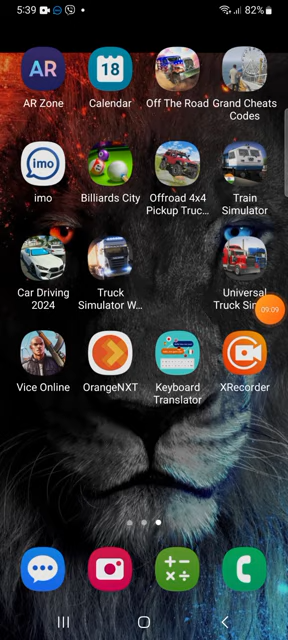 5:39
82%
AR
18
AR Zone
Calendar
Off The Road
Grand Cheats
Codes
imo
imo
Billiards City
Offroad 4x4
Pickup Truc...
Train
Simulator
Car Driving
2024
Truck
Simulator W...
Universal
Truck Sim
09:09
Vice Online
OrangeNXT
Keyboard
Translator
XRecorder